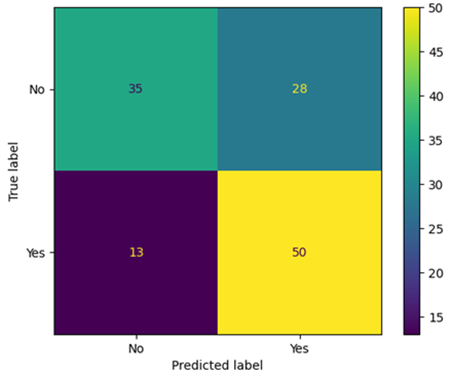 No
35
28
Yes
13
50
No
Yes
True label
Predicted label
50
45
40
35
30
25
20
15